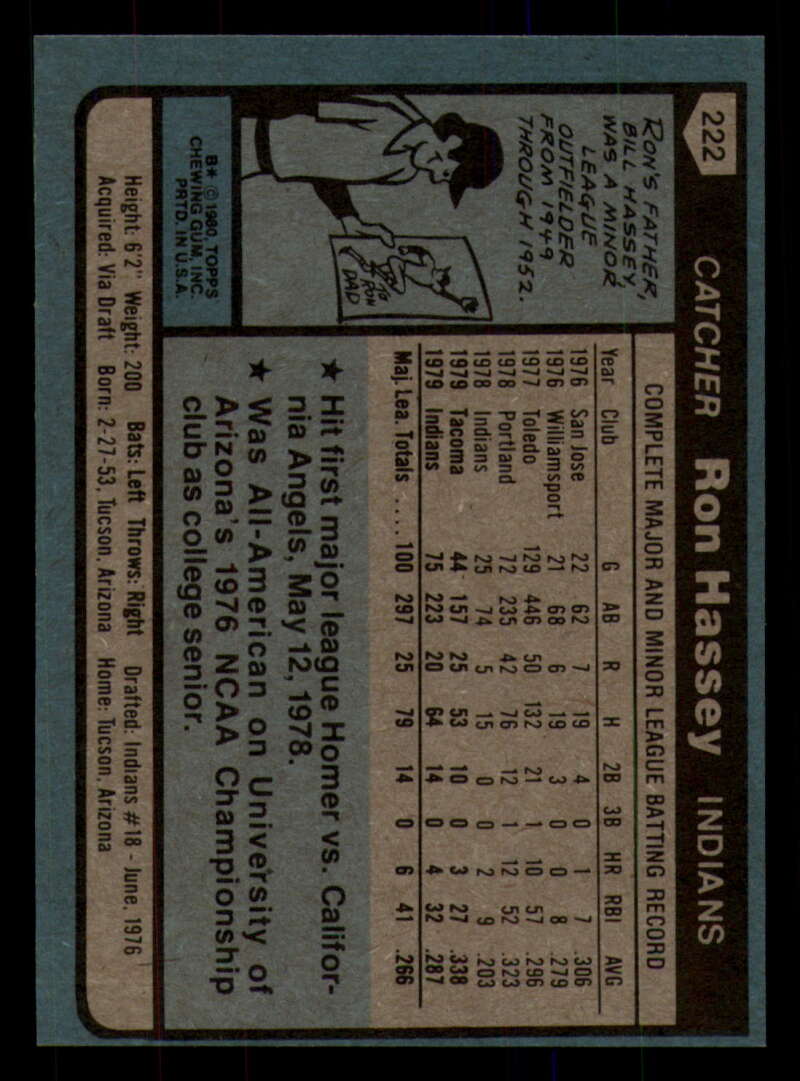 222
CATCHER Ron Hassey INDIANS
RON'S FATHER,
BILL HASSEY,
WAS A MINOR
LEAGUE
OUTFIELDER
FROM 1949
THROUGH 1952.
TO
RON
DAD
B* © 1980 TOPPS
CHEWING GUM, INC.
PRTD. IN U.S.A.
COMPLETE MAJOR AND MINOR LEAGUE BATTING RECORD
Year Club G AB R H 2B 3B HR RBI AVG
1976 San Jose 22 62 7 19 4 0 1 7 .306
1976 Williamsport 21 68 6 19 3 0 0 8 .279
1977 Toledo 129 446 50 132 21 1 10 57 .296
1978 Portland 72 235 42 76 12 1 12 52 .323
1978 Indians 25 74 5 15 0 0 2 9 .203
1979 Tacoma 44 157 25 53 10 0 3 27 .338
1979 Indians 75 223 20 64 14 0 4 32 .287
Maj. Lea. Totals .... 100 297 25 79 14 0 6 41 .266
★ Hit first major league Homer vs. Califor-
nia Angels, May 12, 1978.
★ Was All-American on University of
Arizona's 1976 NCAA Championship
club as college senior.
Height: 6'2" Weight: 200 Bats: Left Throws: Right Drafted: Indians #18 - June, 1976
Acquired: Via Draft Born: 2-27-53, Tucson, Arizona Home: Tucson, Arizona